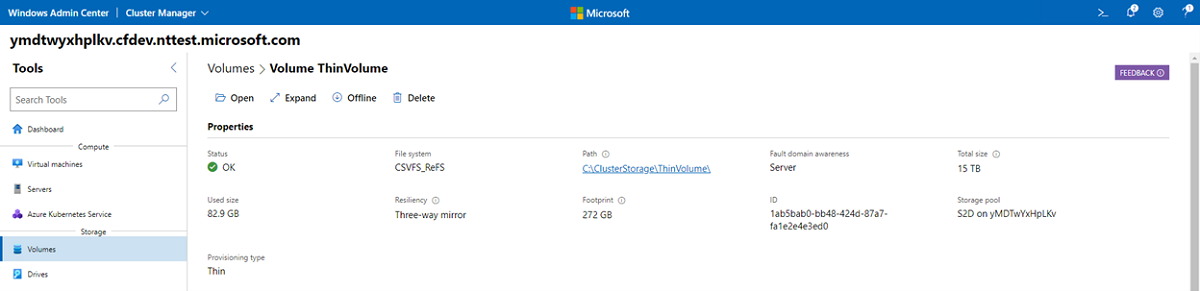 Windows Admin Center | Cluster Manager Microsoft
ymdtwyxhplkv.cfdev.nttest.microsoft.com
Tools
Volumes > Volume ThinVolume
FEEDBACK
Search Tools
Open Expand Offline Delete
Dashboard
Properties
Compute
Virtual machines
Servers
Azure Kubernetes Service
Storage
Volumes
Drives
Status File system Path Fault domain awareness Total size
OK CSVFS_ReFS C:\ClusterStorage\ThinVolume\ Server 15 TB
Used size Resiliency Footprint ID Storage pool
82.9 GB Three-way mirror 272 GB 1ab5bab0-bb48-424d-87a7- S2D on yMDTwYxHpLKv
fa1e2e4e3ed0
Provisioning type
Thin